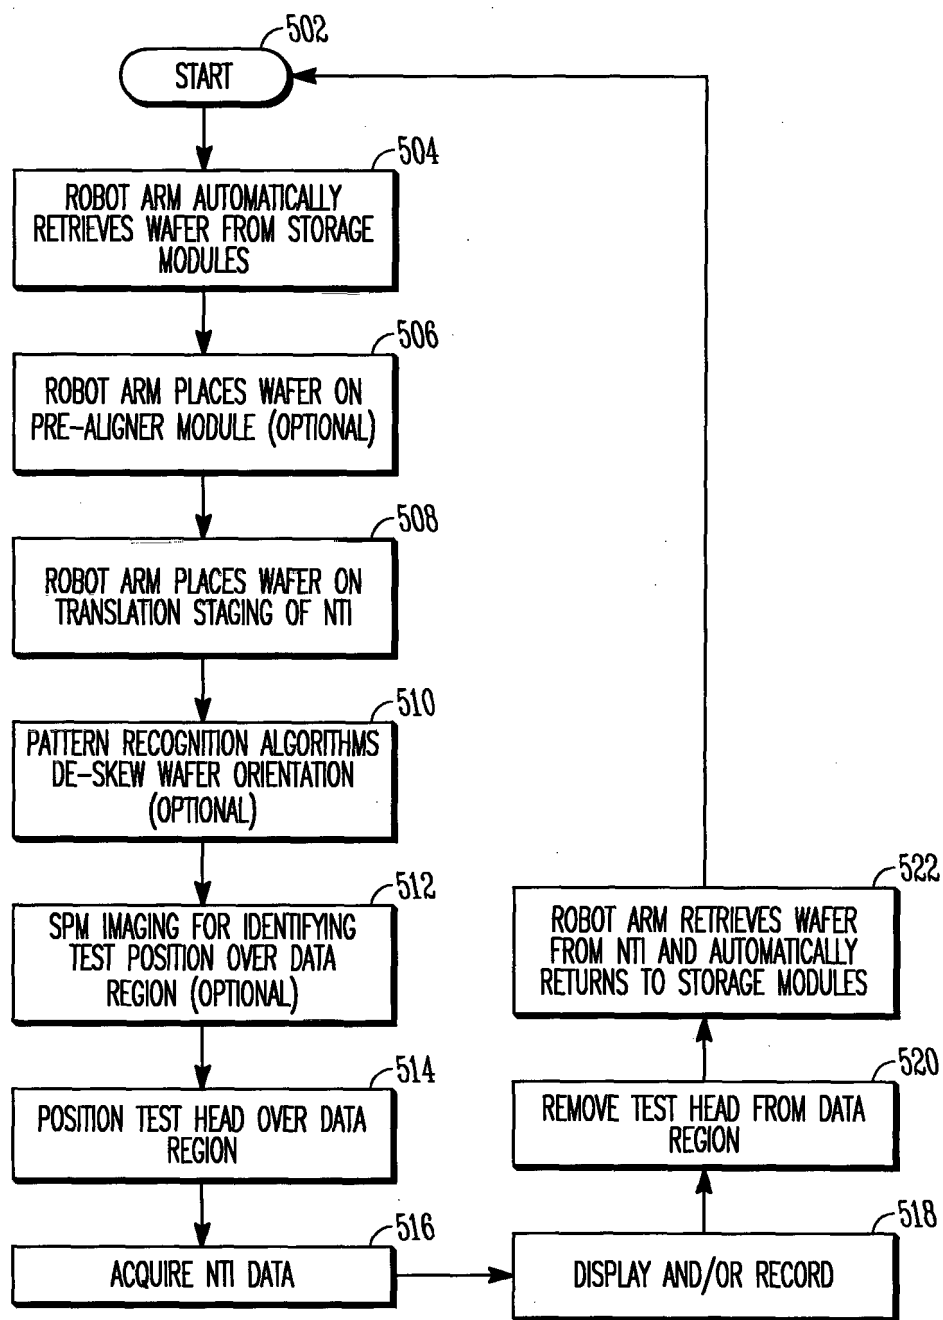 502
START
504
ROBOT ARM AUTOMATICALLY
RETRIEVES WAFER FROM STORAGE
MODULES
506
ROBOT ARM PLACES WAFER ON
PRE-ALIGNER MODULE (OPTIONAL)
508
ROBOT ARM PLACES WAFER ON
TRANSLATION STAGING OF NTI
510
PATTERN RECOGNITION ALGORITHMS
DE-SKEW WAFER ORIENTATION
(OPTIONAL)
512
SPM IMAGING FOR IDENTIFYING
TEST POSITION OVER DATA
REGION (OPTIONAL)
514
POSITION TEST HEAD OVER DATA
REGION
516
ACQUIRE NTI DATA
518
DISPLAY AND/OR RECORD
520
REMOVE TEST HEAD FROM DATA
REGION
522
ROBOT ARM RETRIEVES WAFER
FROM NTI AND AUTOMATICALLY
RETURNS TO STORAGE MODULES